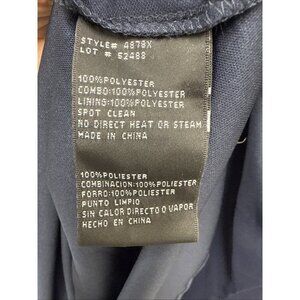 STYLE# 4878X
LOT # 52488
100%POLYESTER
COMBO:100%POLYESTER
LINING:100%POLYESTER
SPOT CLEAN
NO DIRECT HEAT OR STEAM
MADE IN CHINA
100%POLIESTER
COMBINACION:100%POLIESTER
FORRO:100%POLIESTER
PUNTO LIMPIO
SIN CALOR DIRECTO O VAPOR
HECHO EN CHINA